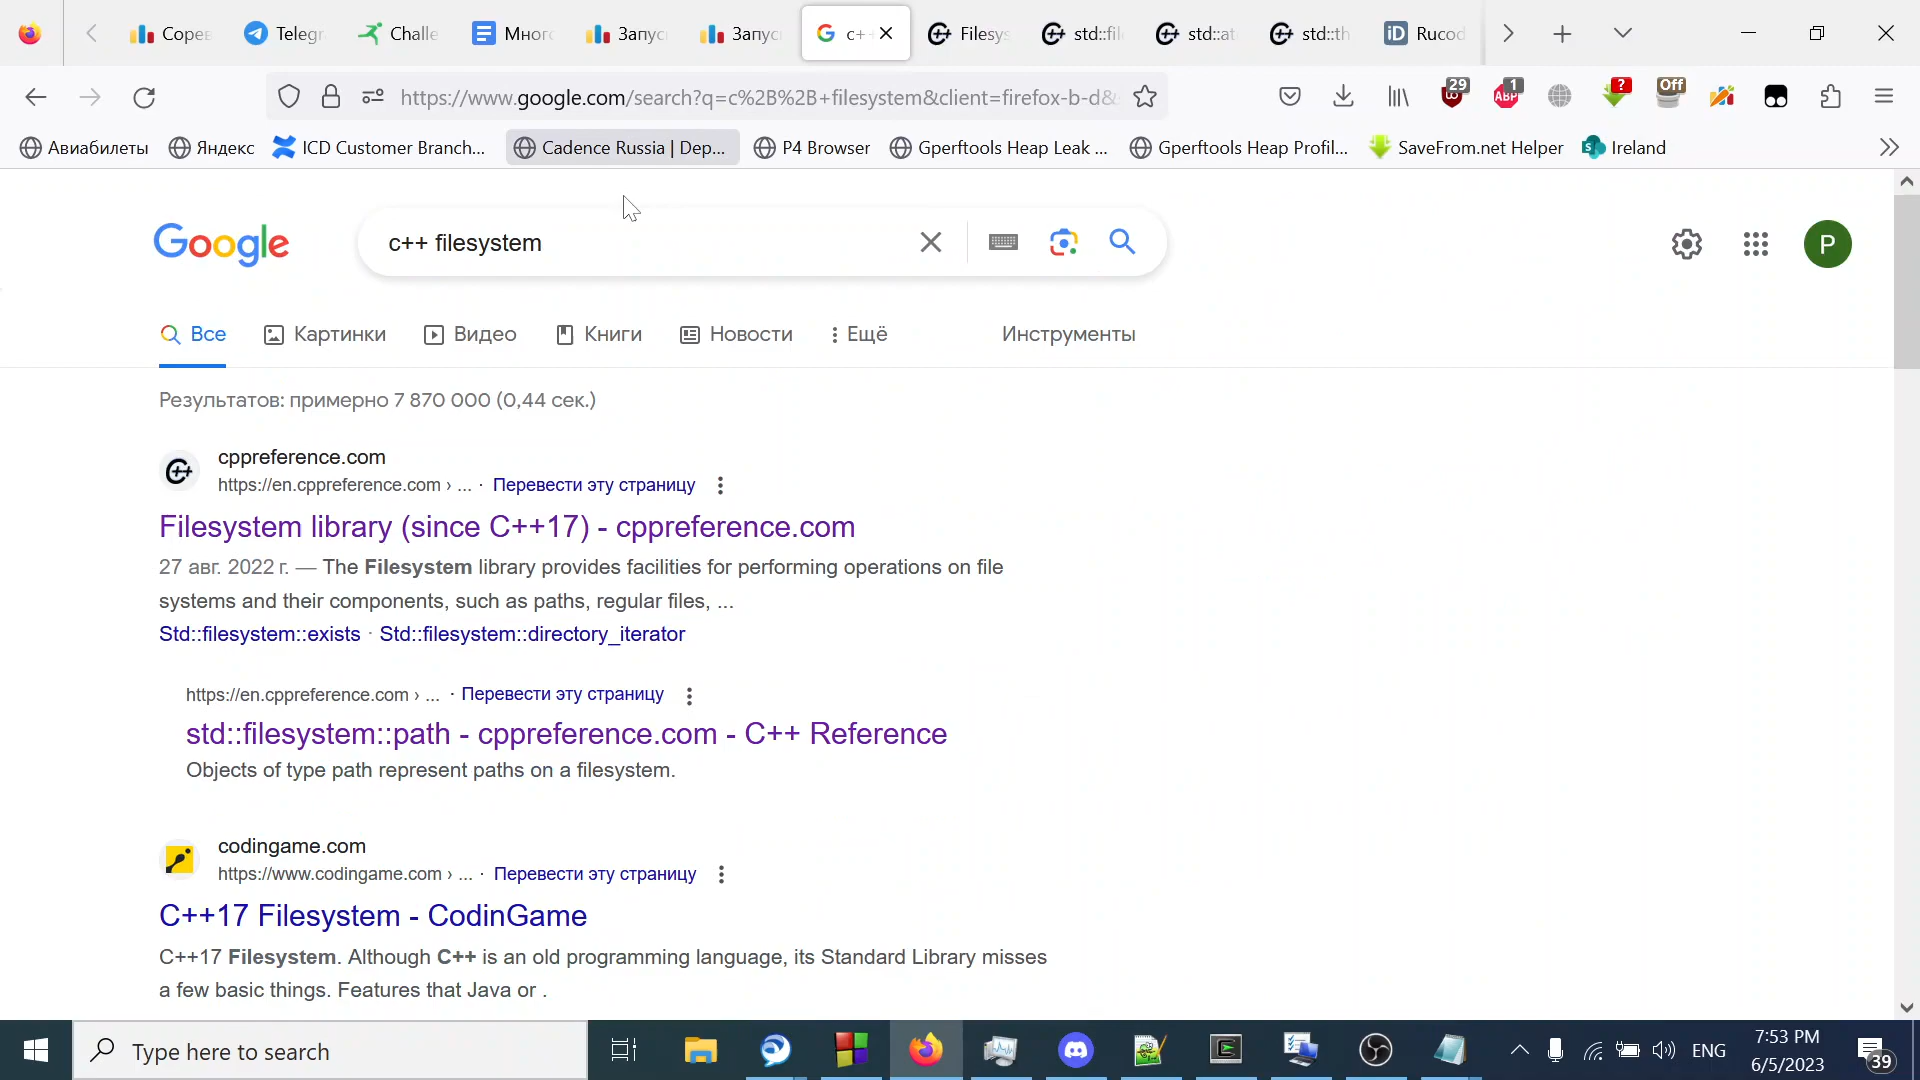 Сорев
Telegr
Challe
Много
Запус
Запус
c+
Filesys
std::file
std::at
std::th
iD
Rucod
https://www.google.com/search?q=c%2B%2B+filesystem&client=firefox-b-d&
29
1
ABP
?
Off
Авиабилеты
Яндекс
ICD Customer Branch...
Cadence Russia | Dep...
P4 Browser
Gperftools Heap Leak ...
Gperftools Heap Profil...
SaveFrom.net Helper
Ireland
Google
c++ filesystem
P
Все
Картинки
Видео
Книги
Новости
Ещё
Инструменты
Результатов: примерно 7 870 000 (0,44 сек.)
cppreference.com
https://en.cppreference.com › ... · Перевести эту страницу
Filesystem library (since C++17) - cppreference.com
27 авг. 2022 г. — The Filesystem library provides facilities for performing operations on file
systems and their components, such as paths, regular files, ...
Std::filesystem::exists · Std::filesystem::directory_iterator
https://en.cppreference.com › ... · Перевести эту страницу
std::filesystem::path - cppreference.com - C++ Reference
Objects of type path represent paths on a filesystem.
codingame.com
https://www.codingame.com › ... · Перевести эту страницу
C++17 Filesystem - CodinGame
C++17 Filesystem. Although C++ is an old programming language, its Standard Library misses
a few basic things. Features that Java or .
Type here to search
ENG
7:53 PM
6/5/2023
39